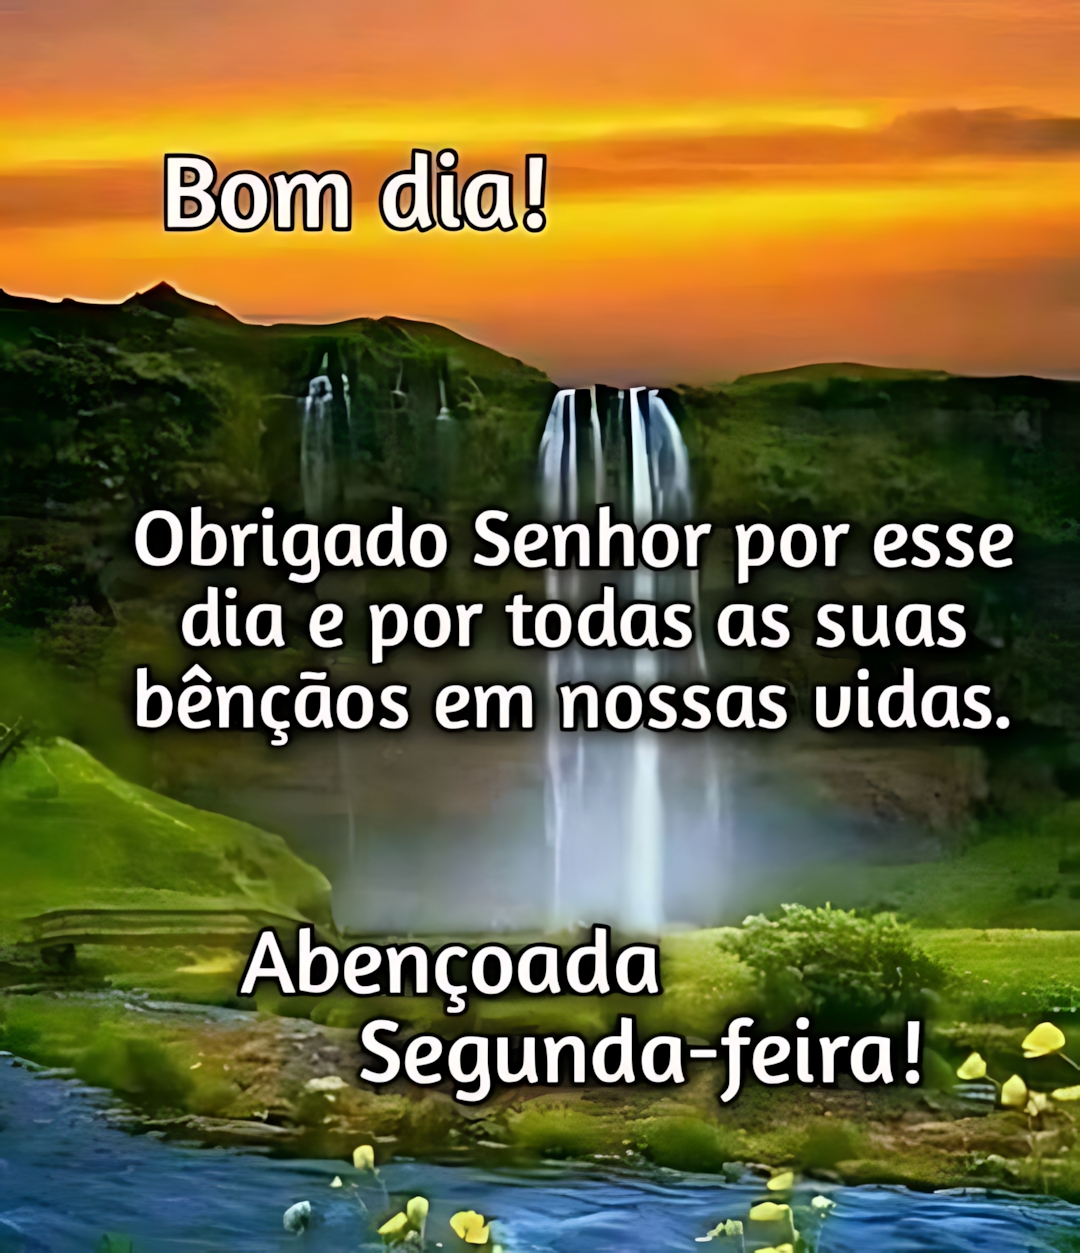 Bom dia!
Obrigado Senhor por esse
dia e por todas as suas
bênçãos em nossas vidas.
Abençoada
Segunda-feira!